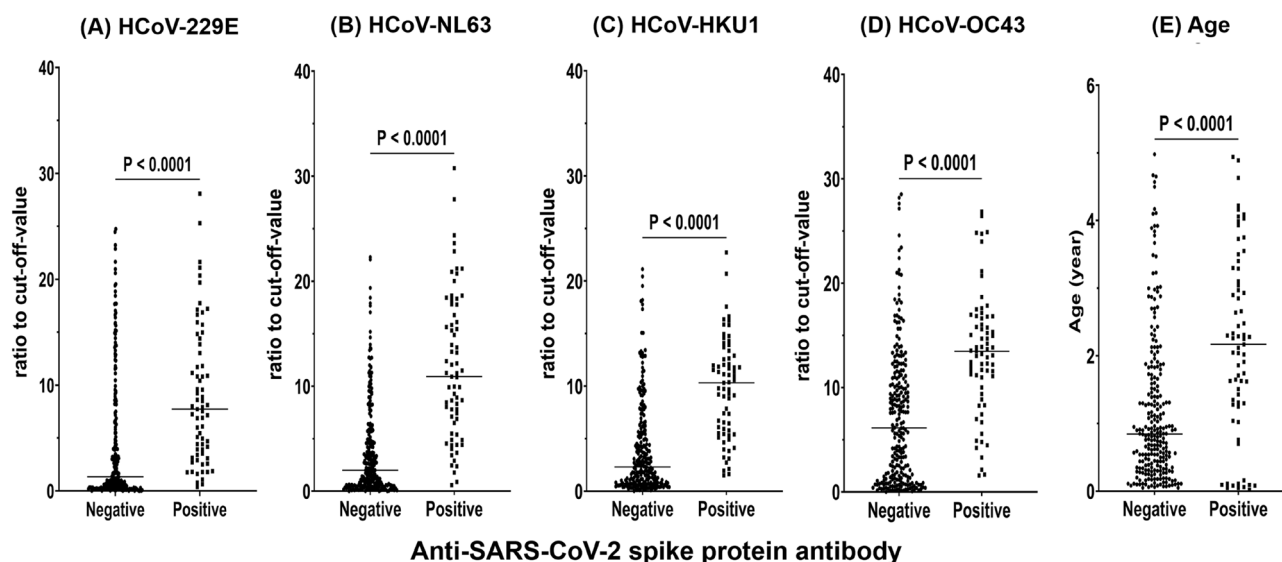 (A) HCoV-229E
(B) HCoV-NL63
(C) HCoV-HKU1
(D) HCoV-OC43
(E) Age
ratio to cut-off-value
40
30
20
10
0
P < 0.0001
Negative
Positive
ratio to cut-off-value
40
30
20
10
0
P < 0.0001
Negative
Positive
ratio to cut-off-value
40
30
20
10
0
P < 0.0001
Negative
Positive
ratio to cut-off-value
40
30
20
10
0
P < 0.0001
Negative
Positive
Age (year)
6
4
2
0
P < 0.0001
Negative
Positive
Anti-SARS-CoV-2 spike protein antibody